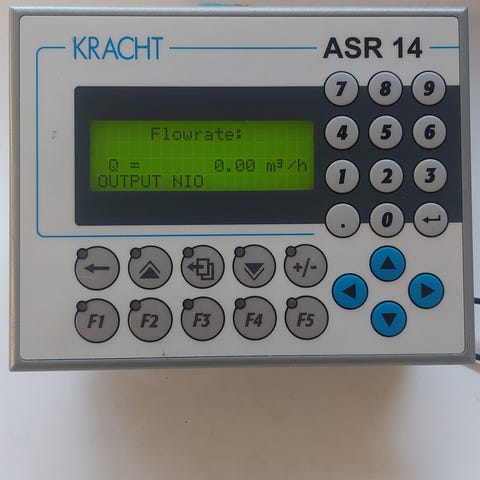 KRACHT ASR 14
Flowrate:
Q = 0.00 m³/h
OUTPUT NIO
7 8 9
4 5 6
1 2 3
. 0
+/-
F1 F2 F3 F4 F5